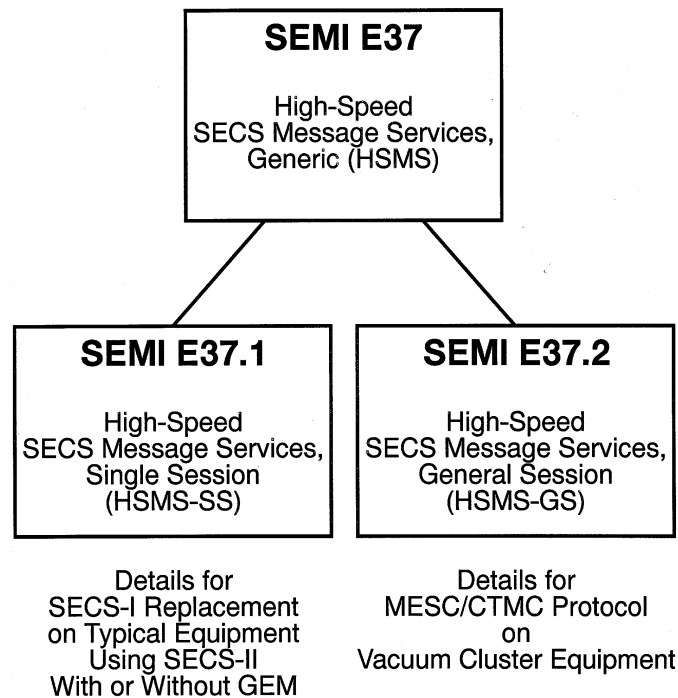 SEMI E37
High-Speed
SECS Message Services,
Generic (HSMS)
SEMI E37.1
High-Speed
SECS Message Services,
Single Session
(HSMS-SS)
SEMI E37.2
High-Speed
SECS Message Services,
General Session
(HSMS-GS)
Details for
SECS-I Replacement
on Typical Equipment
Using SECS-II
With or Without GEM
Details for
MESC/CTMC Protocol
on
Vacuum Cluster Equipment